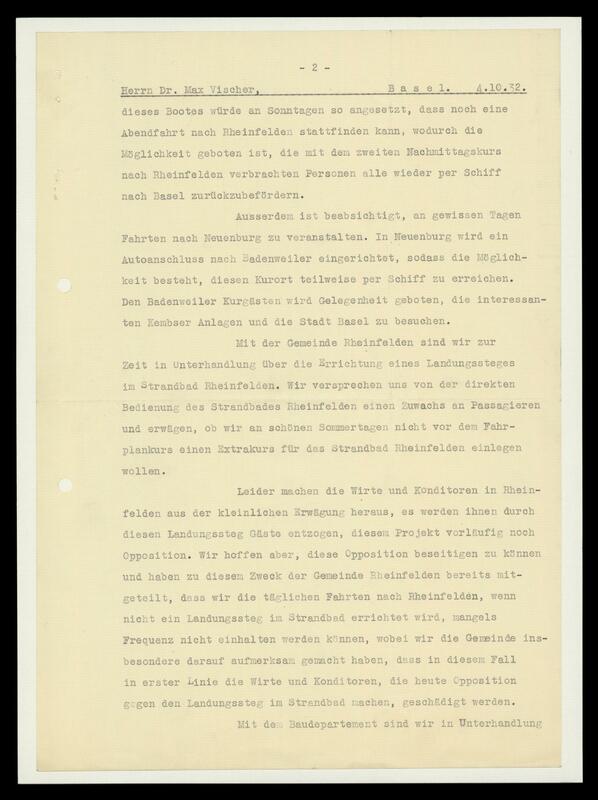 - 2 -
Herrn Dr. Max Vischer, B a s e l. 4.10.32.
dieses Bootes würde an Sonntagen so angesetzt, dass noch eine
Abendfahrt nach Rheinfelden stattfinden kann, wodurch die
Möglichkeit geboten ist, die mit dem zweiten Nachmittagskurs
nach Rheinfelden verbrachten Personen alle wieder per Schiff
nach Basel zurückzubefördern.
Ausserdem ist beabsichtigt, an gewissen Tagen
Fahrten nach Neuenburg zu veranstalten. In Neuenburg wird ein
Autoanschluss nach Badenweiler eingerichtet, sodass die Möglich-
keit besteht, diesen Kurort teilweise per Schiff zu erreichen.
Den Badenweiler Kurgästen wird Gelegenheit geboten, die interessan-
ten Kembser Anlagen und die Stadt Basel zu besuchen.
Mit der Gemeinde Rheinfelden sind wir zur
Zeit in Unterhandlung über die Errichtung eines Landungssteges
im Strandbad Rheinfelden. Wir versprechen uns von der direkten
Bedienung des Strandbades Rheinfelden einen Zuwachs an Passagieren
und erwägen, ob wir an schönen Sommertagen nicht vor dem Fahr-
plankurs einen Extrakurs für das Strandbad Rheinfelden einlegen
wollen.
Leider machen die Wirte und Konditoren in Rhein-
felden aus der kleinlichen Erwägung heraus, es werden ihnen durch
diesen Landungssteg Gäste entzogen, diesem Projekt vorläufig noch
Opposition. Wir hoffen aber, diese Opposition beseitigen zu können
und haben zu diesem Zweck der Gemeinde Rheinfelden bereits mit-
geteilt, dass wir die täglichen Fahrten nach Rheinfelden, wenn
nicht ein Landungssteg im Strandbad errichtet wird, mangels
Frequenz nicht einhalten werden können, wobei wir die Gemeinde ins-
besondere darauf aufmerksam gemacht haben, dass in diesem Fall
in erster Linie die Wirte und Konditoren, die heute Opposition
gegen den Landungssteg im Strandbad machen, geschädigt werden.
Mit dem Baudepartement sind wir in Unterhandlung